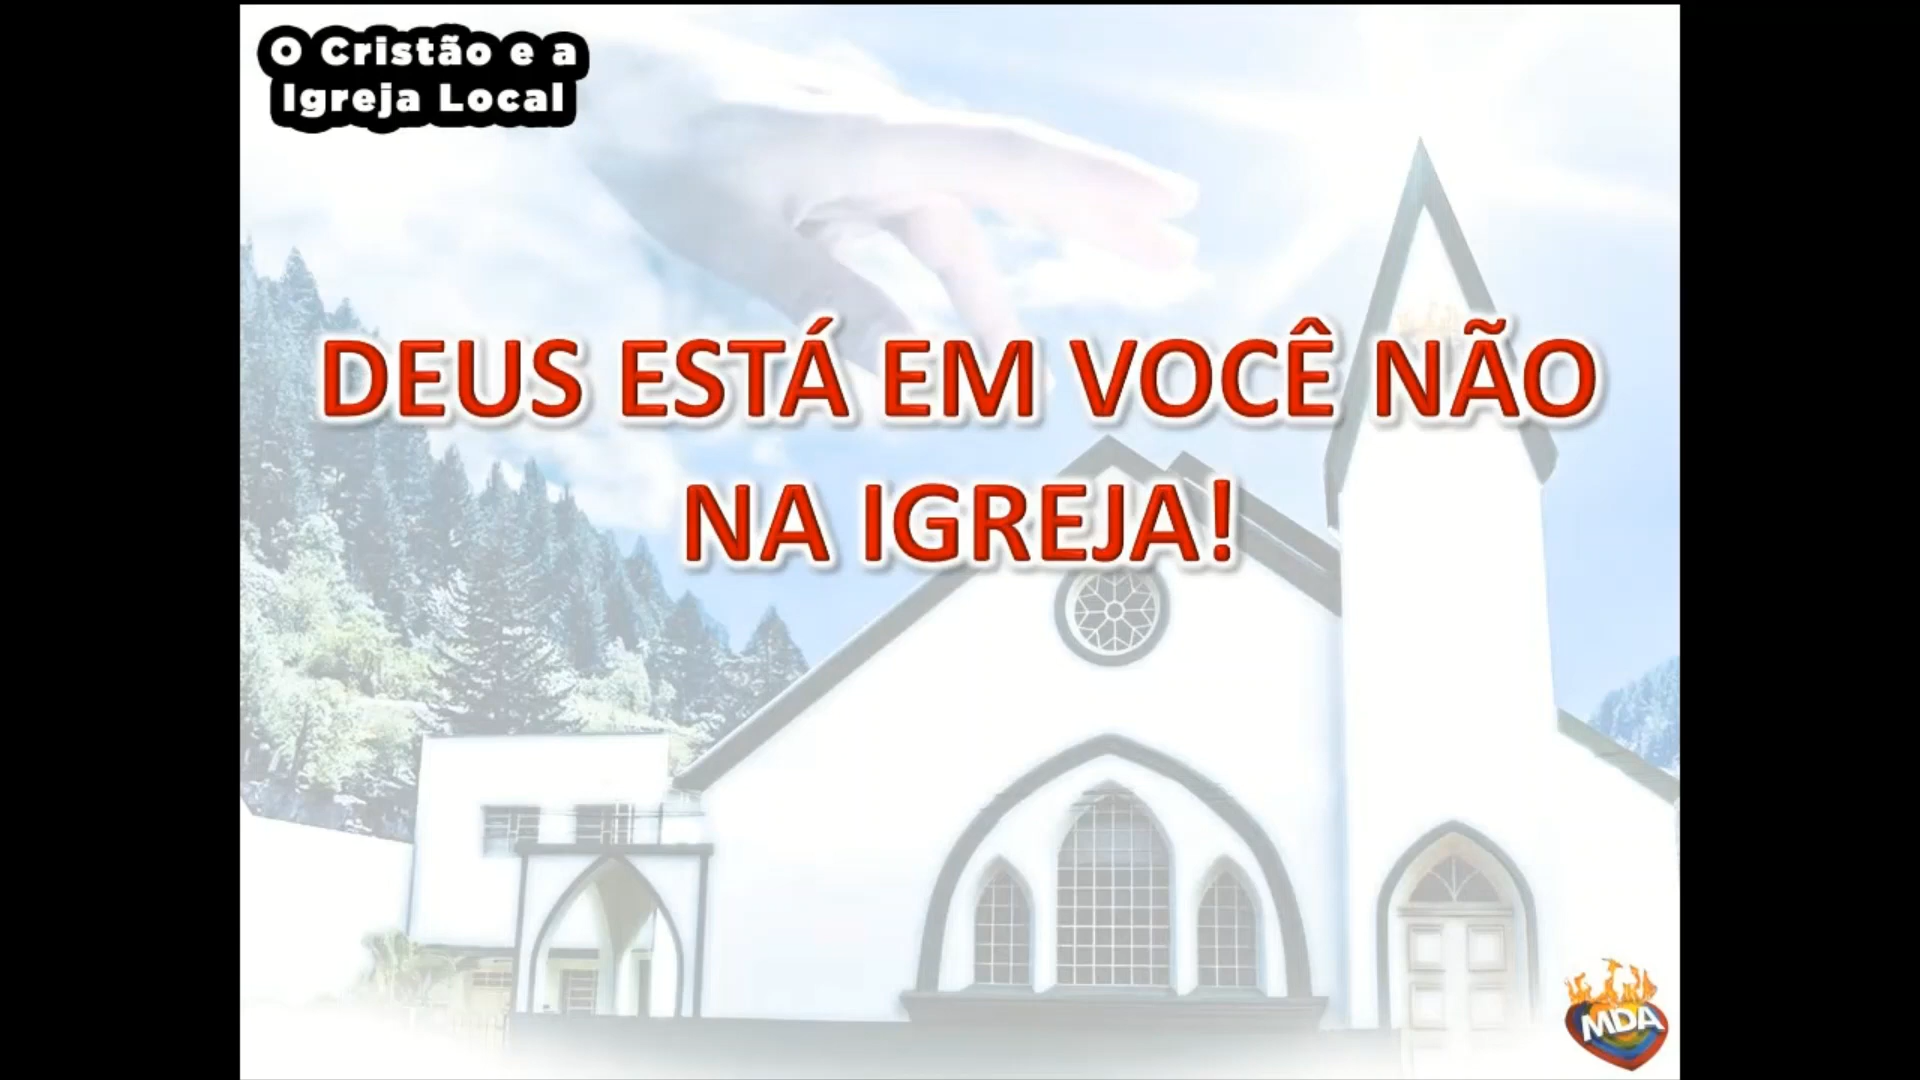 O Cristão e a
Igreja Local
DEUS ESTÁ EM VOCÊ NÃO
NA IGREJA!
MDA